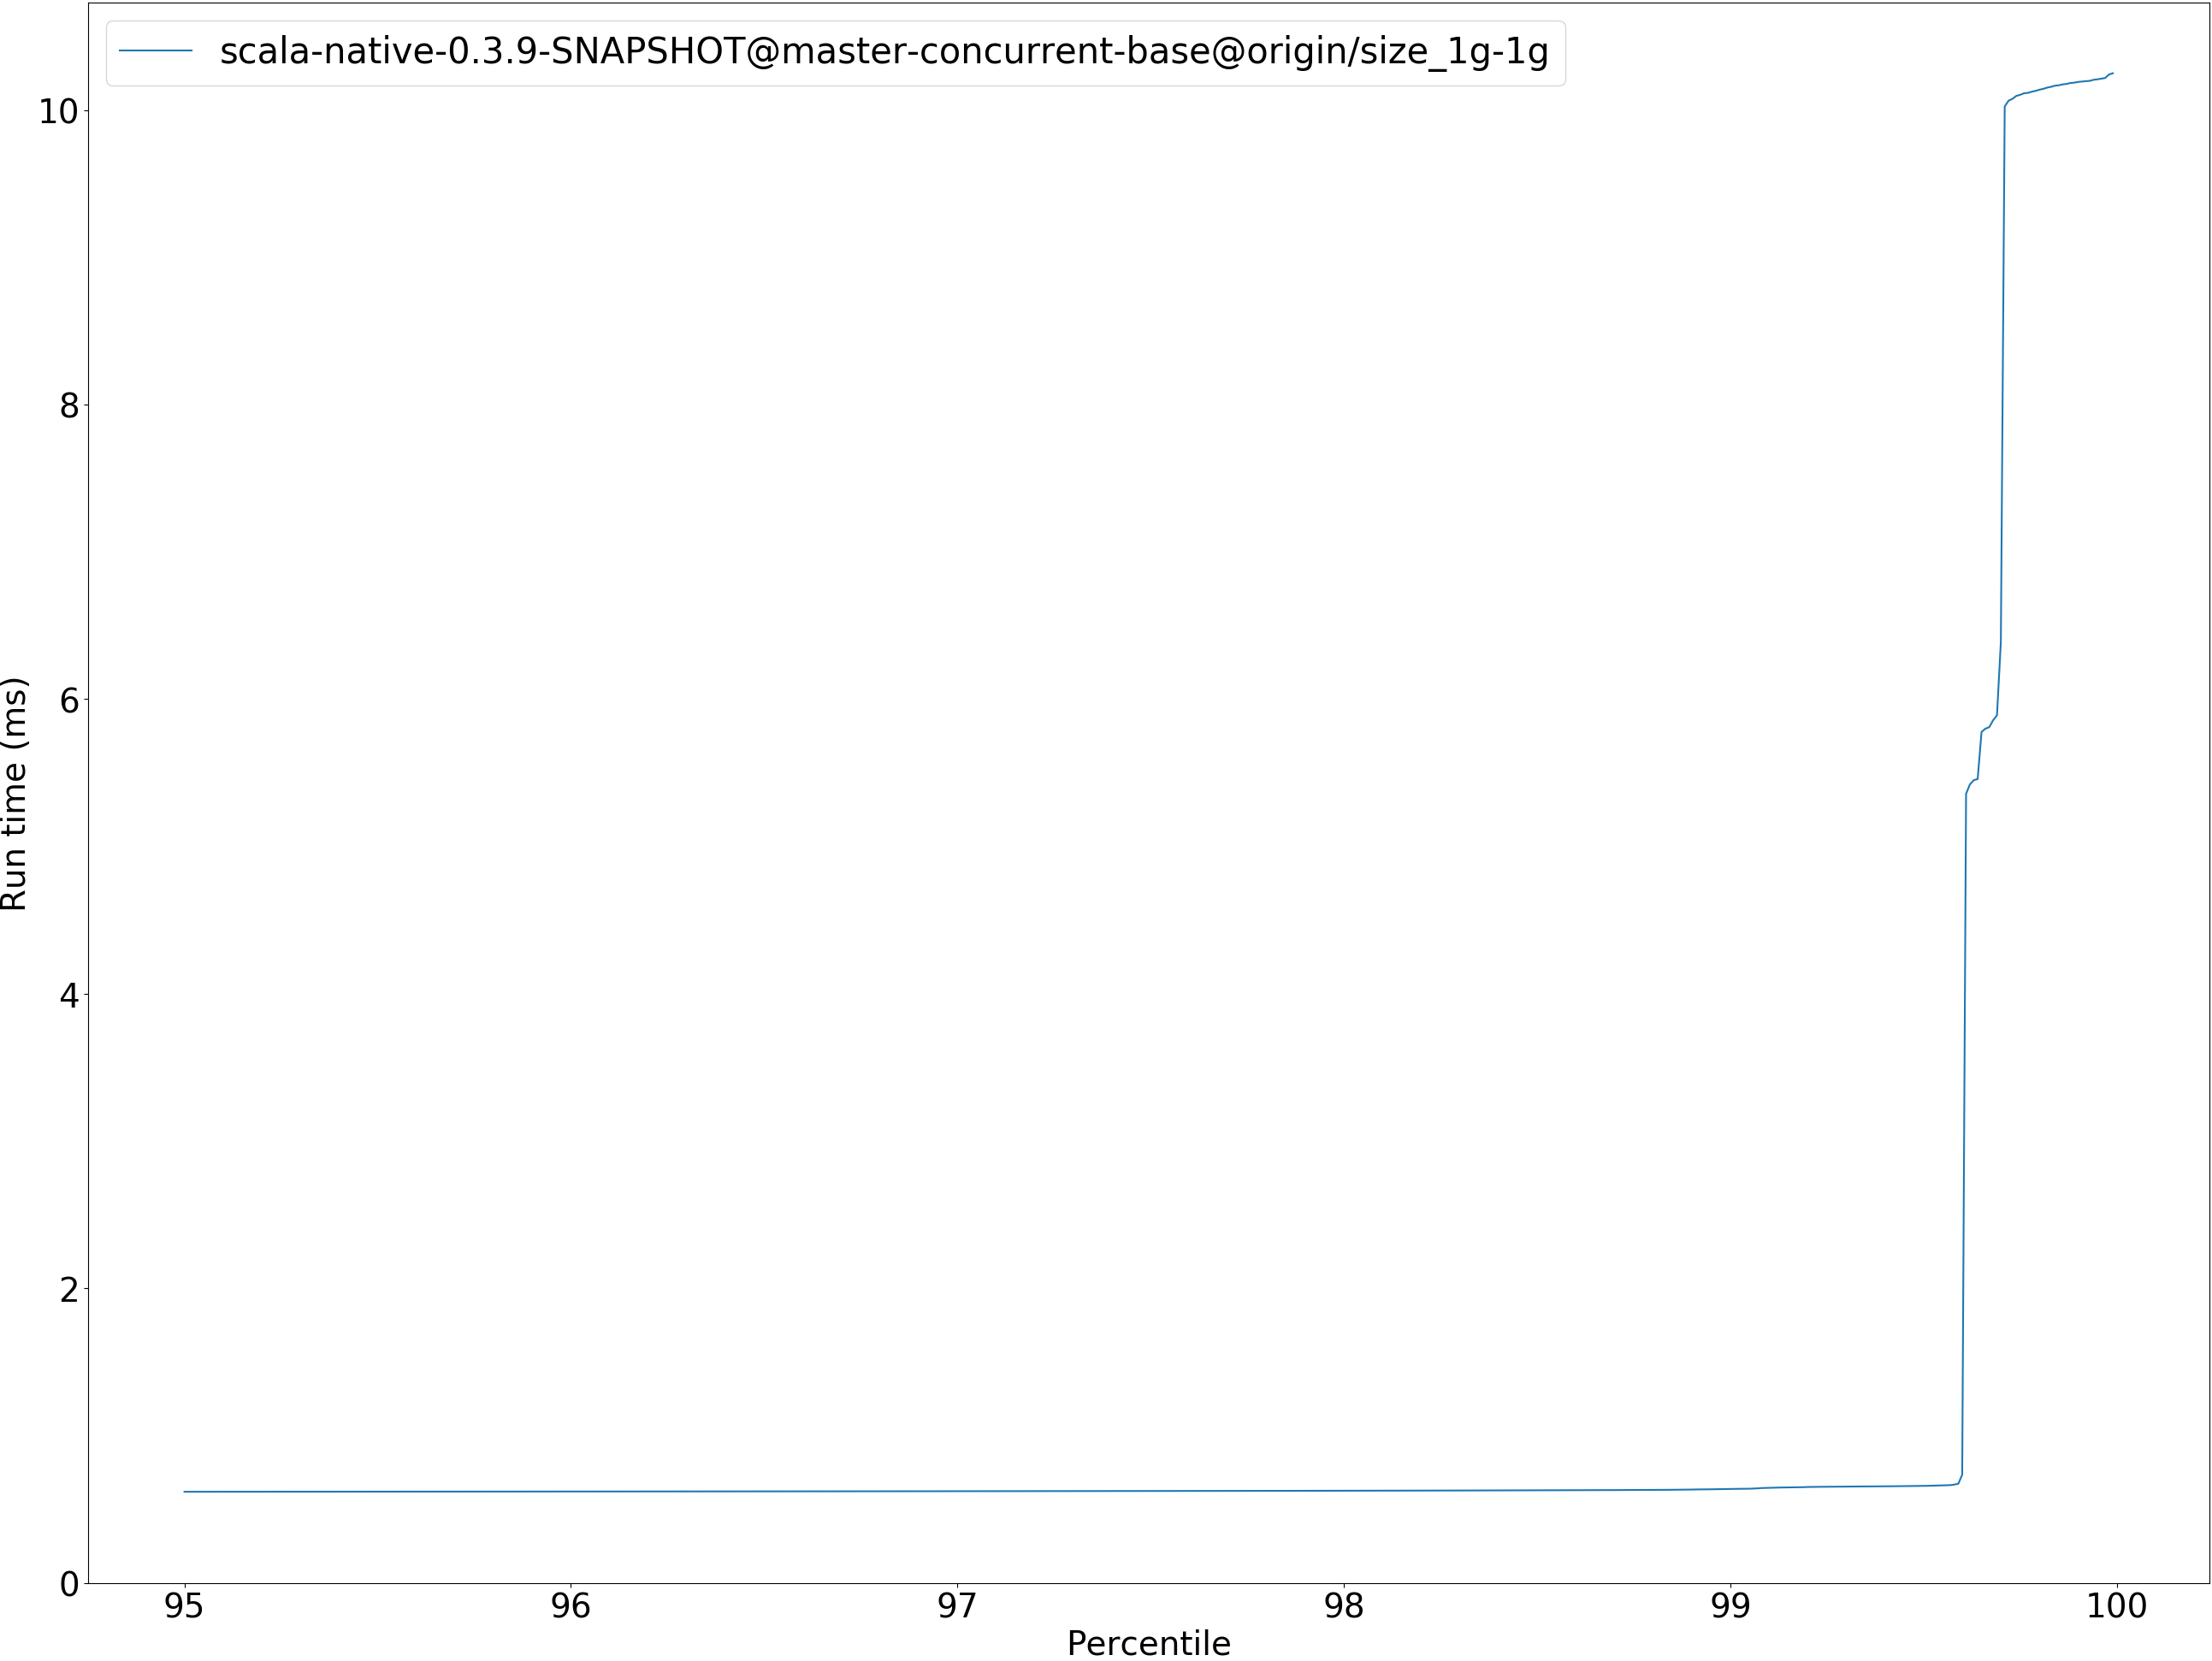 scala-native-0.3.9-SNAPSHOT@master-concurrent-base@origin/size_1g-1g
10
8
6
4
2
0
Run time (ms)
95 96 97 98 99 100
Percentile